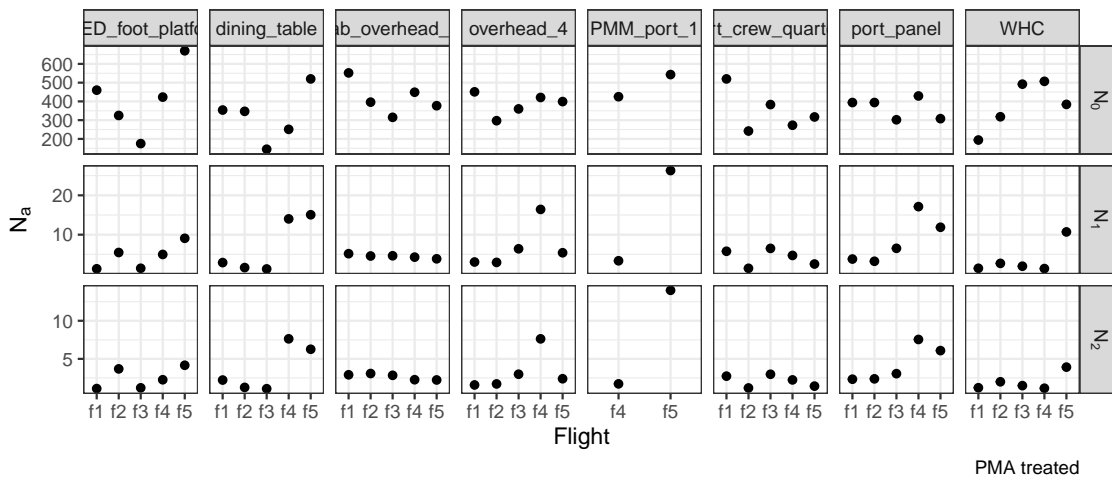 ED_foot_platfo dining_table ab_overhead_ overhead_4 PMM_port_1 rt_crew_quarte port_panel WHC
600
500
400
300
200
N0
20
10
N1
10
5
N2
Na
f1 f2 f3 f4 f5 f1 f2 f3 f4 f5 f1 f2 f3 f4 f5 f1 f2 f3 f4 f5 f4 f5 f1 f2 f3 f4 f5 f1 f2 f3 f4 f5 f1 f2 f3 f4 f5
Flight
PMA treated